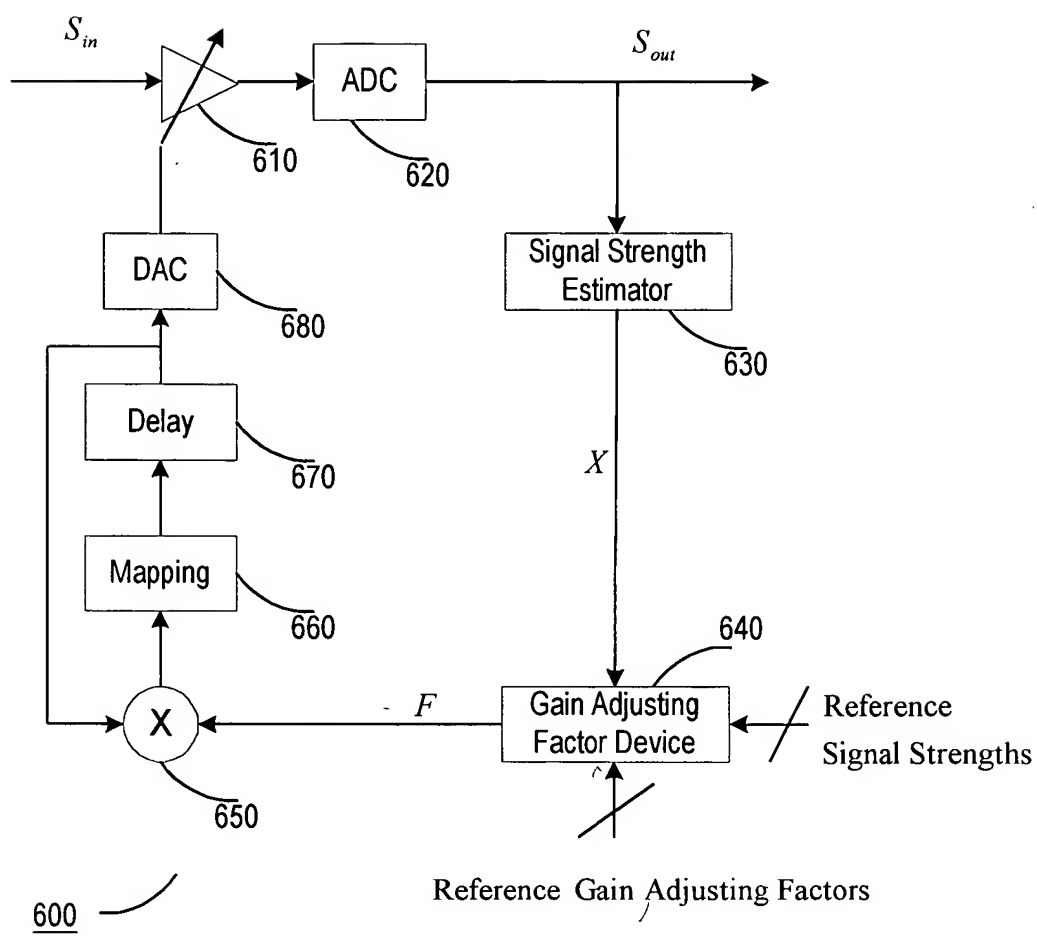 S_in
S_out
ADC
610
620
DAC
Signal Strength
Estimator
680
630
Delay
670
X
Mapping
660
640
X
F
Gain Adjusting
Factor Device
Reference
Signal Strengths
650
Reference Gain Adjusting Factors
600